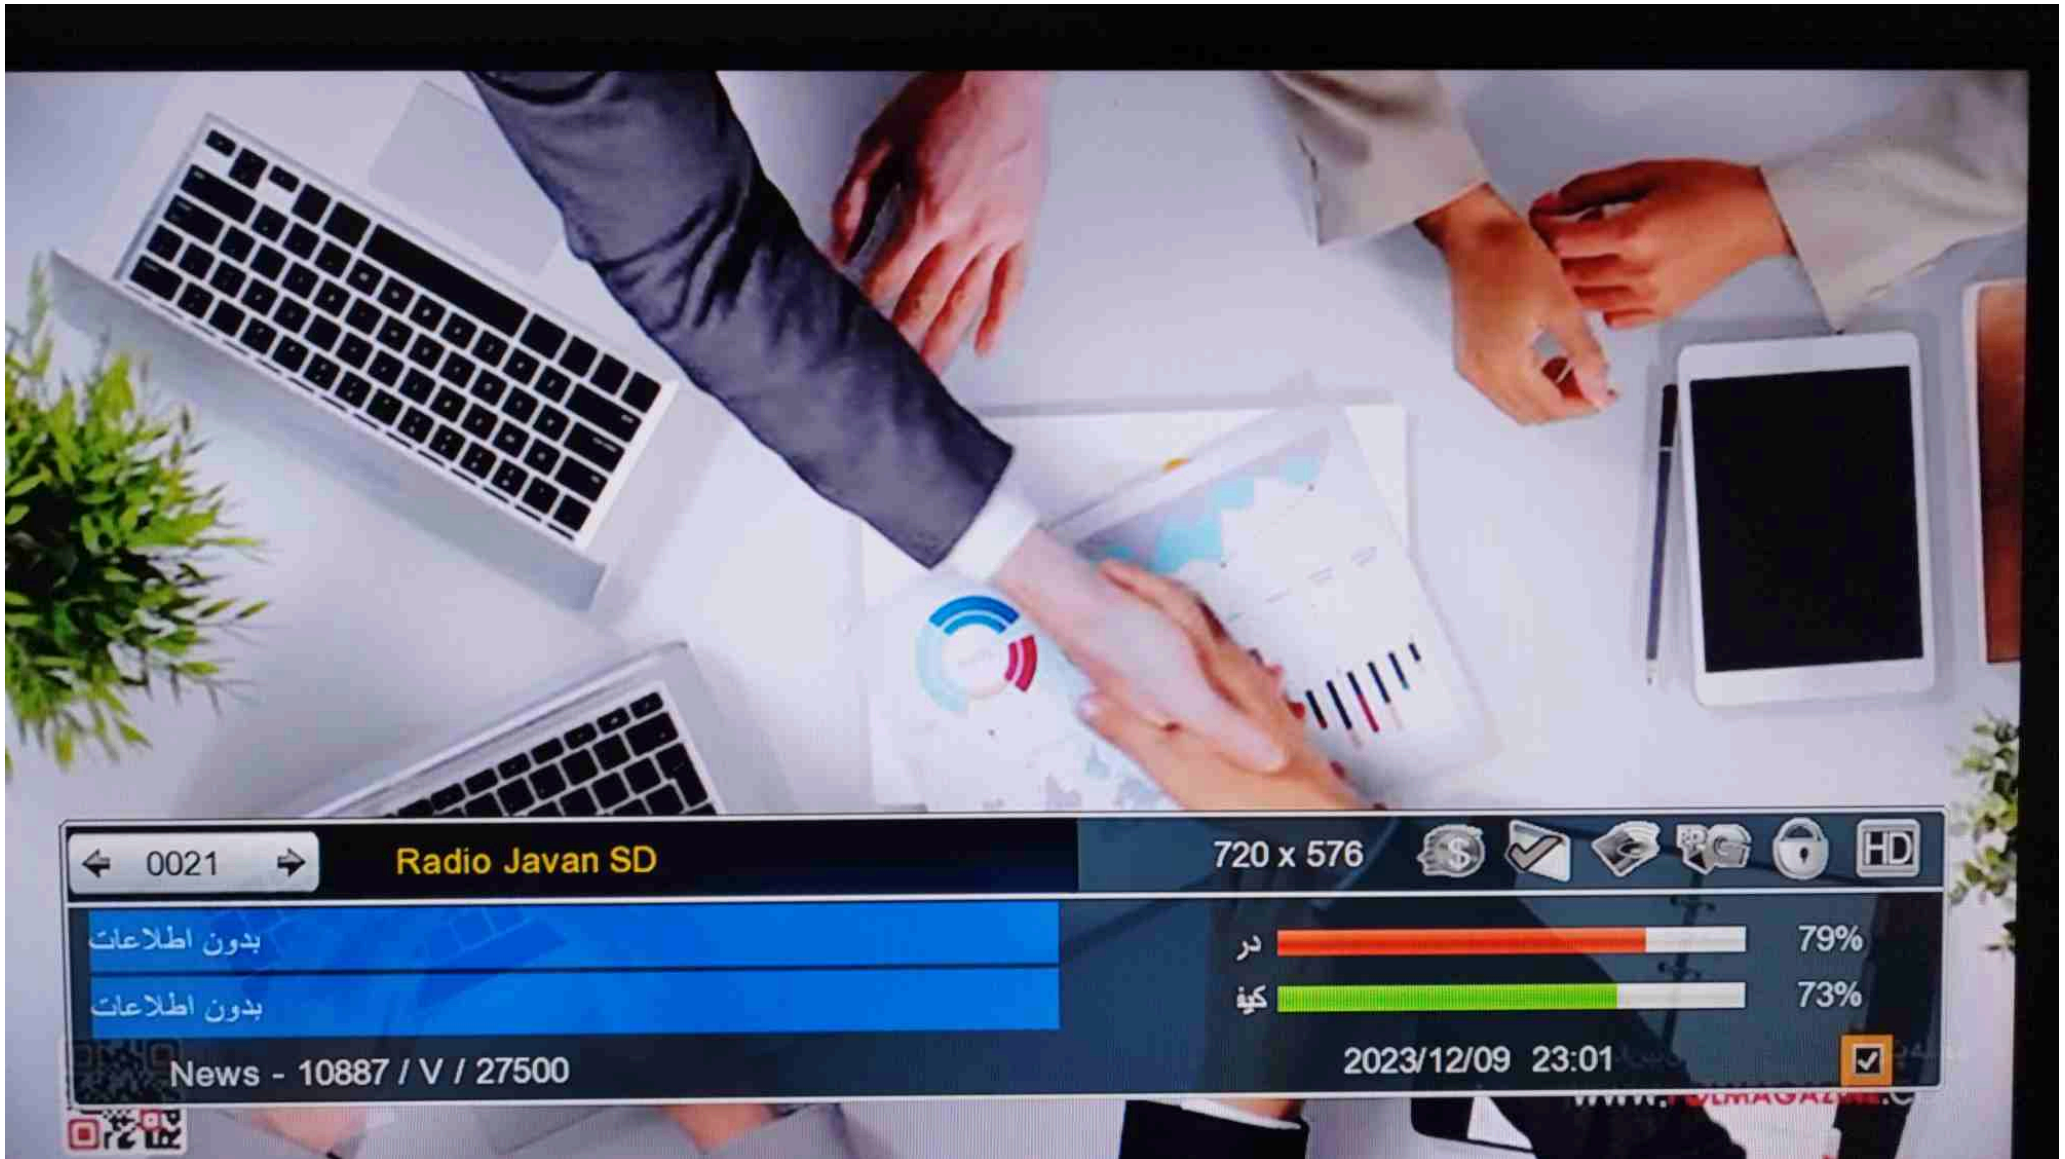 0021
Radio Javan SD
720 x 576
HD
بدون اطلاعات
در
79%
بدون اطلاعات
کیف
73%
News - 10887 / V / 27500
2023/12/09 23:01